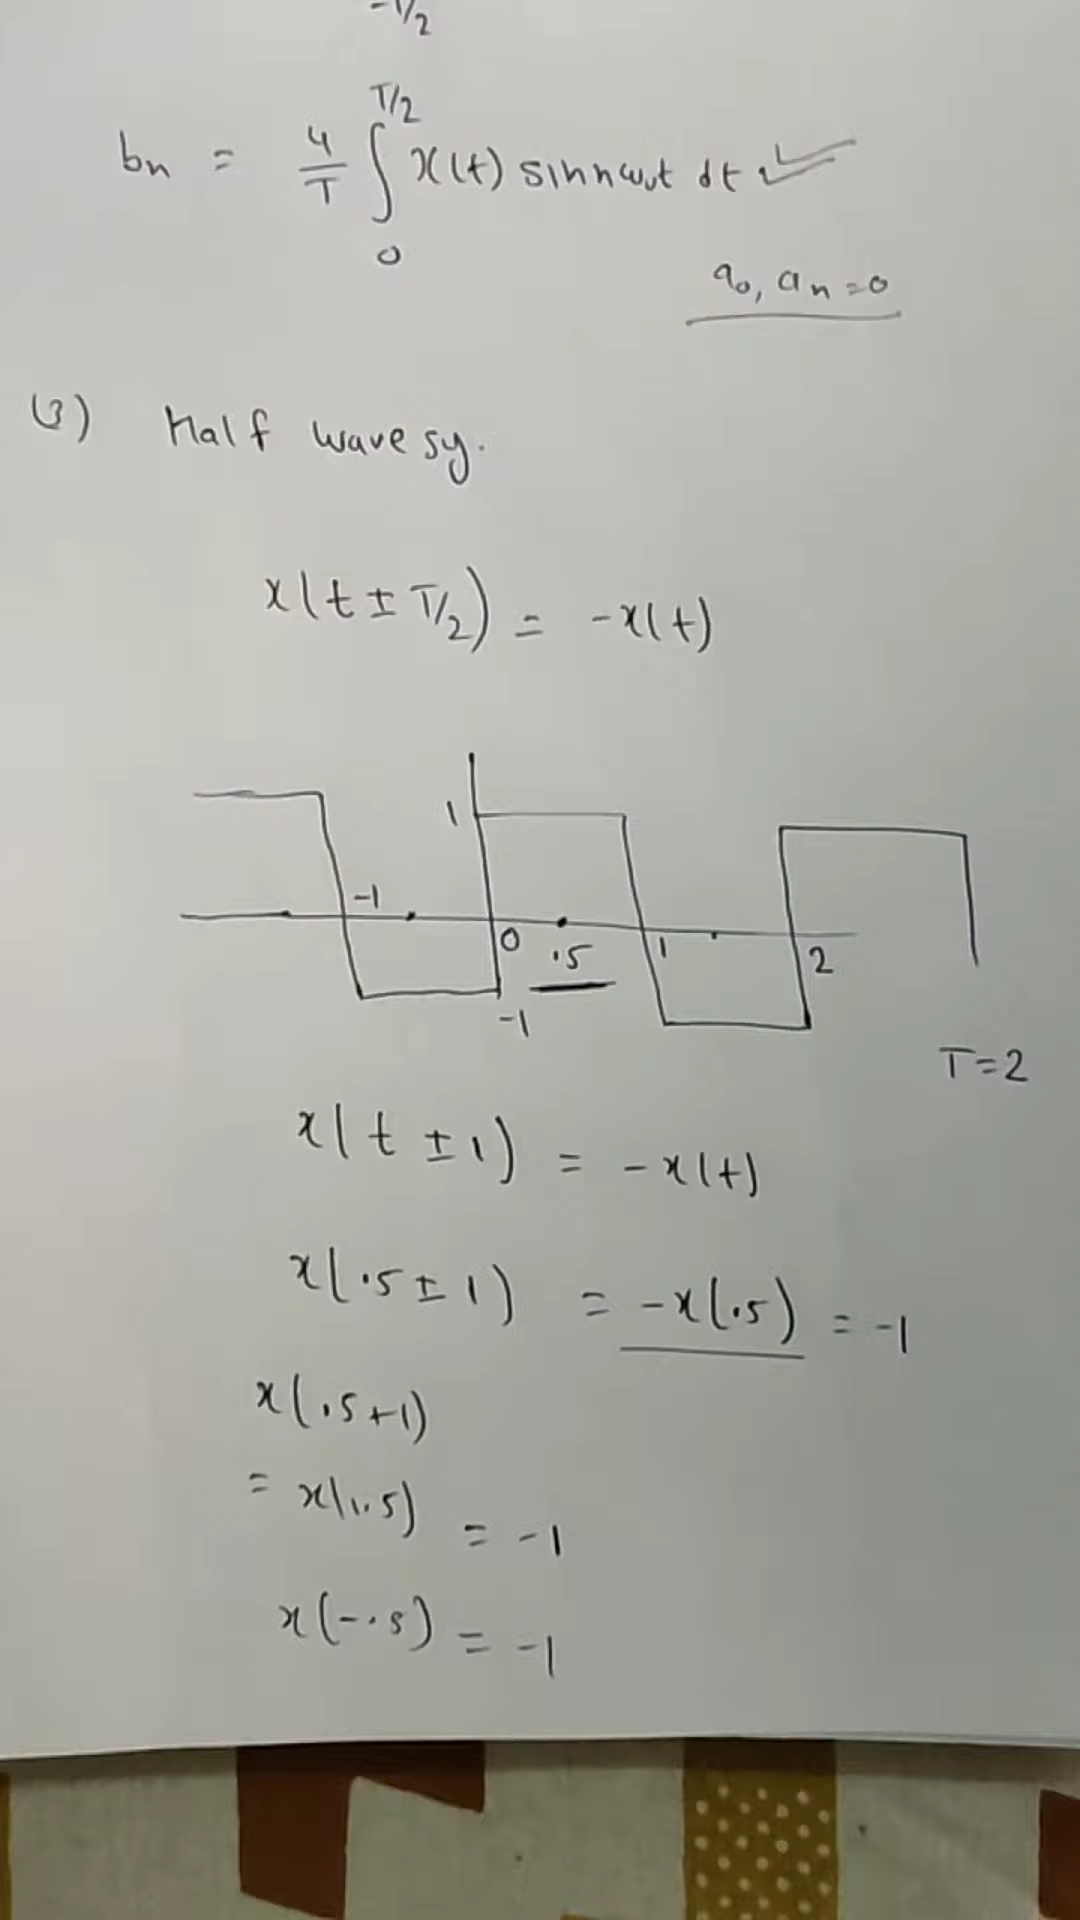 -T/2
T/2
bn = 4/T ∫ x(t) sin nω₀t dt
0
a₀, an = 0
(3) Half wave sy.
x(t ± T/2) = -x(t)
1
-1
0 .5 1 2
-1
T=2
x(t ± 1) = -x(t)
x(.5 ± 1) = -x(.5) = -1
x(.5+1)
= x(1.5) = -1
x(-.5) = -1